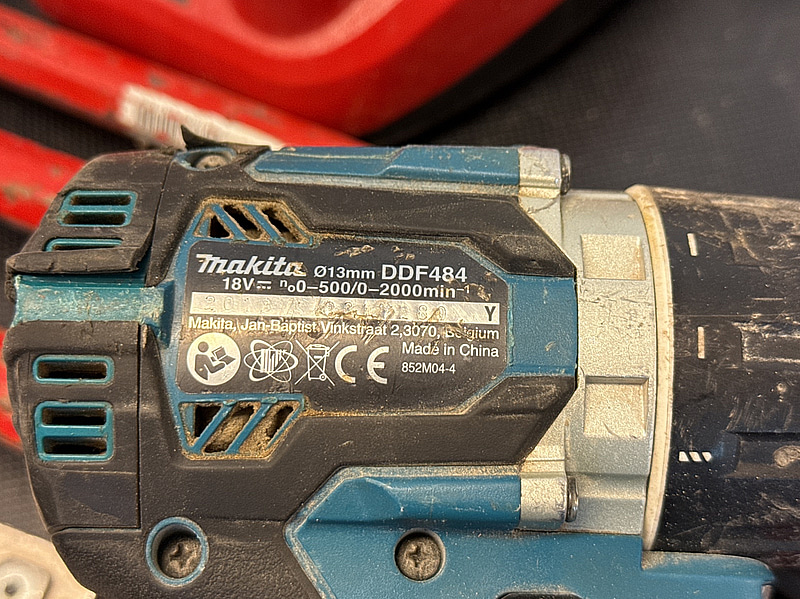 makita Ø13mm DDF484
18V⎓ n₀0-500/0-2000min⁻¹
Y
Makita, Jan-Baptist Vinkstraat 2,3070, Belgium
Made in China
CE
852M04-4